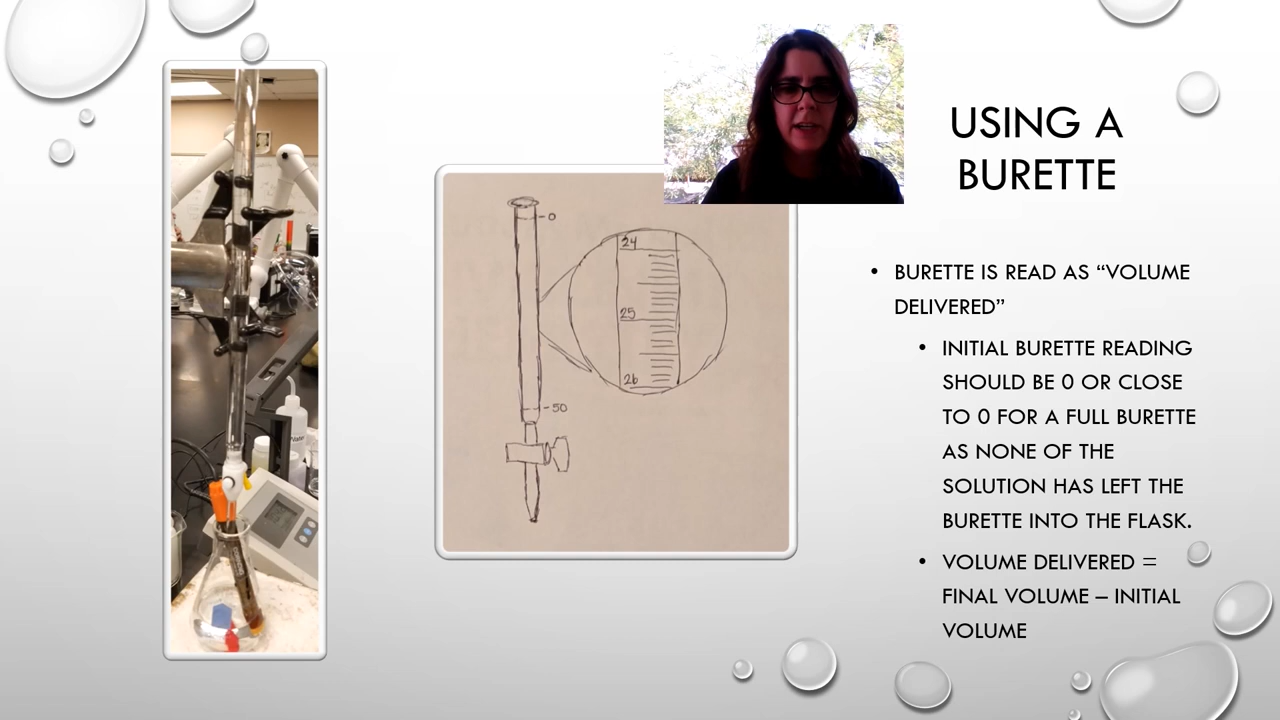 USING A
BURETTE
• BURETTE IS READ AS “VOLUME
DELIVERED”
• INITIAL BURETTE READING
SHOULD BE 0 OR CLOSE
TO 0 FOR A FULL BURETTE
AS NONE OF THE
SOLUTION HAS LEFT THE
BURETTE INTO THE FLASK.
• VOLUME DELIVERED =
FINAL VOLUME – INITIAL
VOLUME
0
24
25
26
50